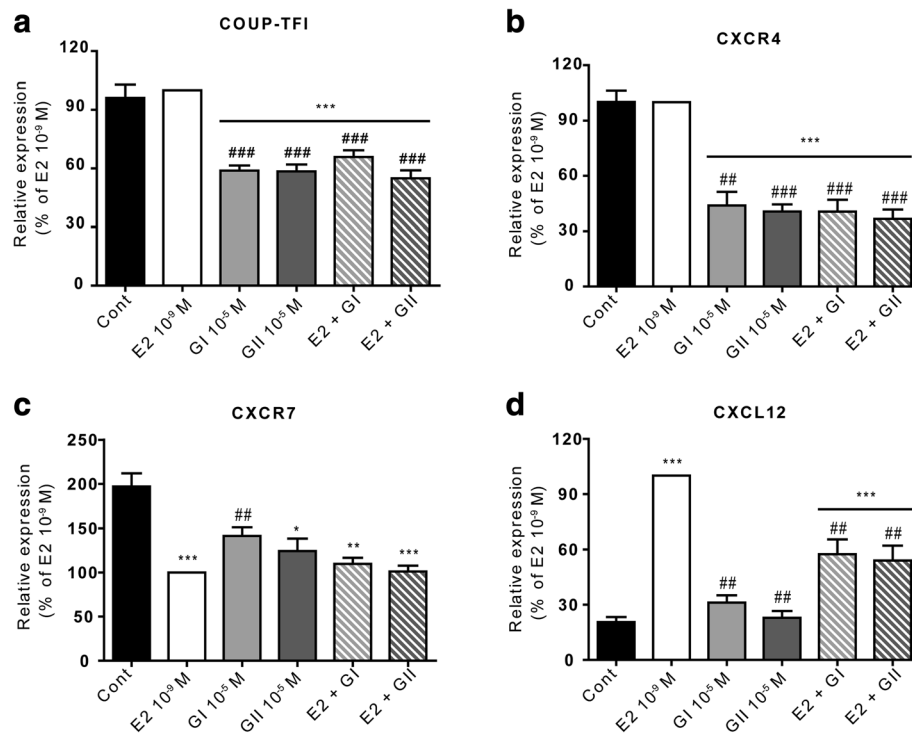 a
COUP-TFI
Relative expression
(% of E2 10⁻⁹ M)
120
90
60
30
0
***
###
###
###
###
Cont
E2 10⁻⁹ M
GI 10⁻⁵ M
GII 10⁻⁵ M
E2 + GI
E2 + GII
b
CXCR4
Relative expression
(% of E2 10⁻⁹ M)
120
90
60
30
0
***
##
###
###
###
Cont
E2 10⁻⁹ M
GI 10⁻⁵ M
GII 10⁻⁵ M
E2 + GI
E2 + GII
c
CXCR7
Relative expression
(% of E2 10⁻⁹ M)
250
200
150
100
50
0
***
##
*
**
***
Cont
E2 10⁻⁹ M
GI 10⁻⁵ M
GII 10⁻⁵ M
E2 + GI
E2 + GII
d
CXCL12
Relative expression
(% of E2 10⁻⁹ M)
120
90
60
30
0
***
***
##
##
##
##
Cont
E2 10⁻⁹ M
GI 10⁻⁵ M
GII 10⁻⁵ M
E2 + GI
E2 + GII